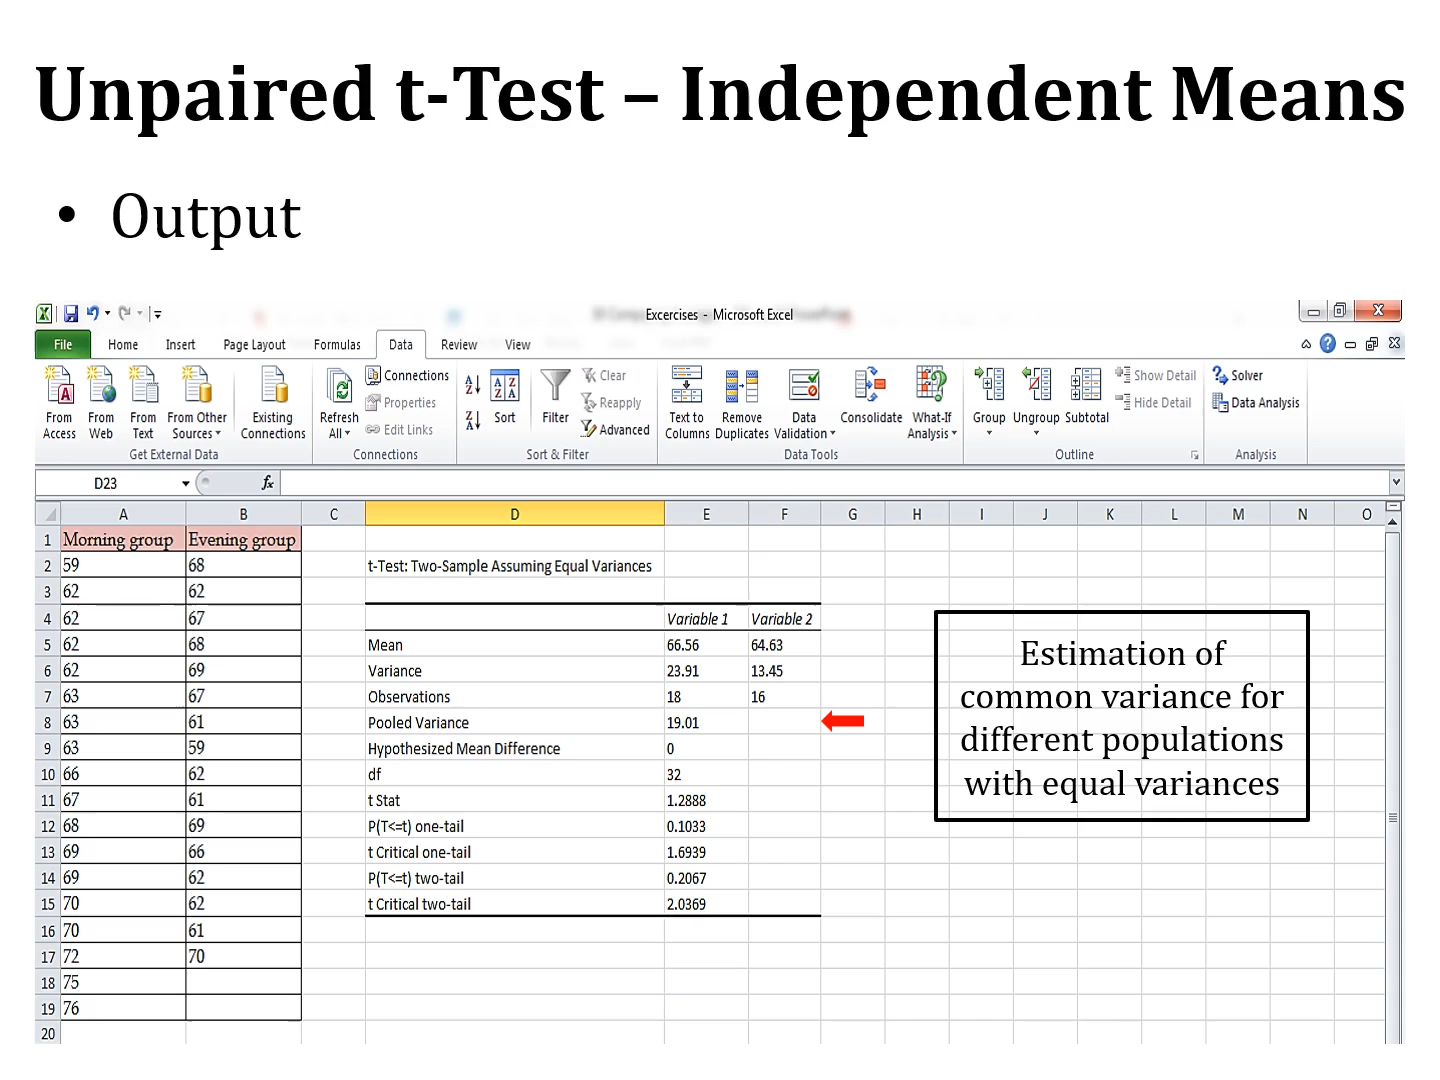 Unpaired t-Test – Independent Means
• Output
Excercises - Microsoft Excel
File Home Insert Page Layout Formulas Data Review View
From Access From Web From Text From Other Sources Existing Connections
Get External Data
Refresh All Connections Properties Edit Links
Connections
Sort Filter Clear Reapply Advanced
Sort & Filter
Text to Columns Remove Duplicates Data Validation Consolidate What-If Analysis
Data Tools
Group Ungroup Subtotal Show Detail Hide Detail
Outline
Solver Data Analysis
Analysis
D23 fx
A B C D E F G H I J K L M N O
1 Morning group Evening group
2 59 68 t-Test: Two-Sample Assuming Equal Variances
3 62 62
4 62 67 Variable 1 Variable 2
5 62 68 Mean 66.56 64.63
6 62 69 Variance 23.91 13.45
7 63 67 Observations 18 16
8 63 61 Pooled Variance 19.01
9 63 59 Hypothesized Mean Difference 0
10 66 62 df 32
11 67 61 t Stat 1.2888
12 68 69 P(T<=t) one-tail 0.1033
13 69 66 t Critical one-tail 1.6939
14 69 62 P(T<=t) two-tail 0.2067
15 70 62 t Critical two-tail 2.0369
16 70 61
17 72 70
18 75
19 76
20
Estimation of
common variance for
different populations
with equal variances